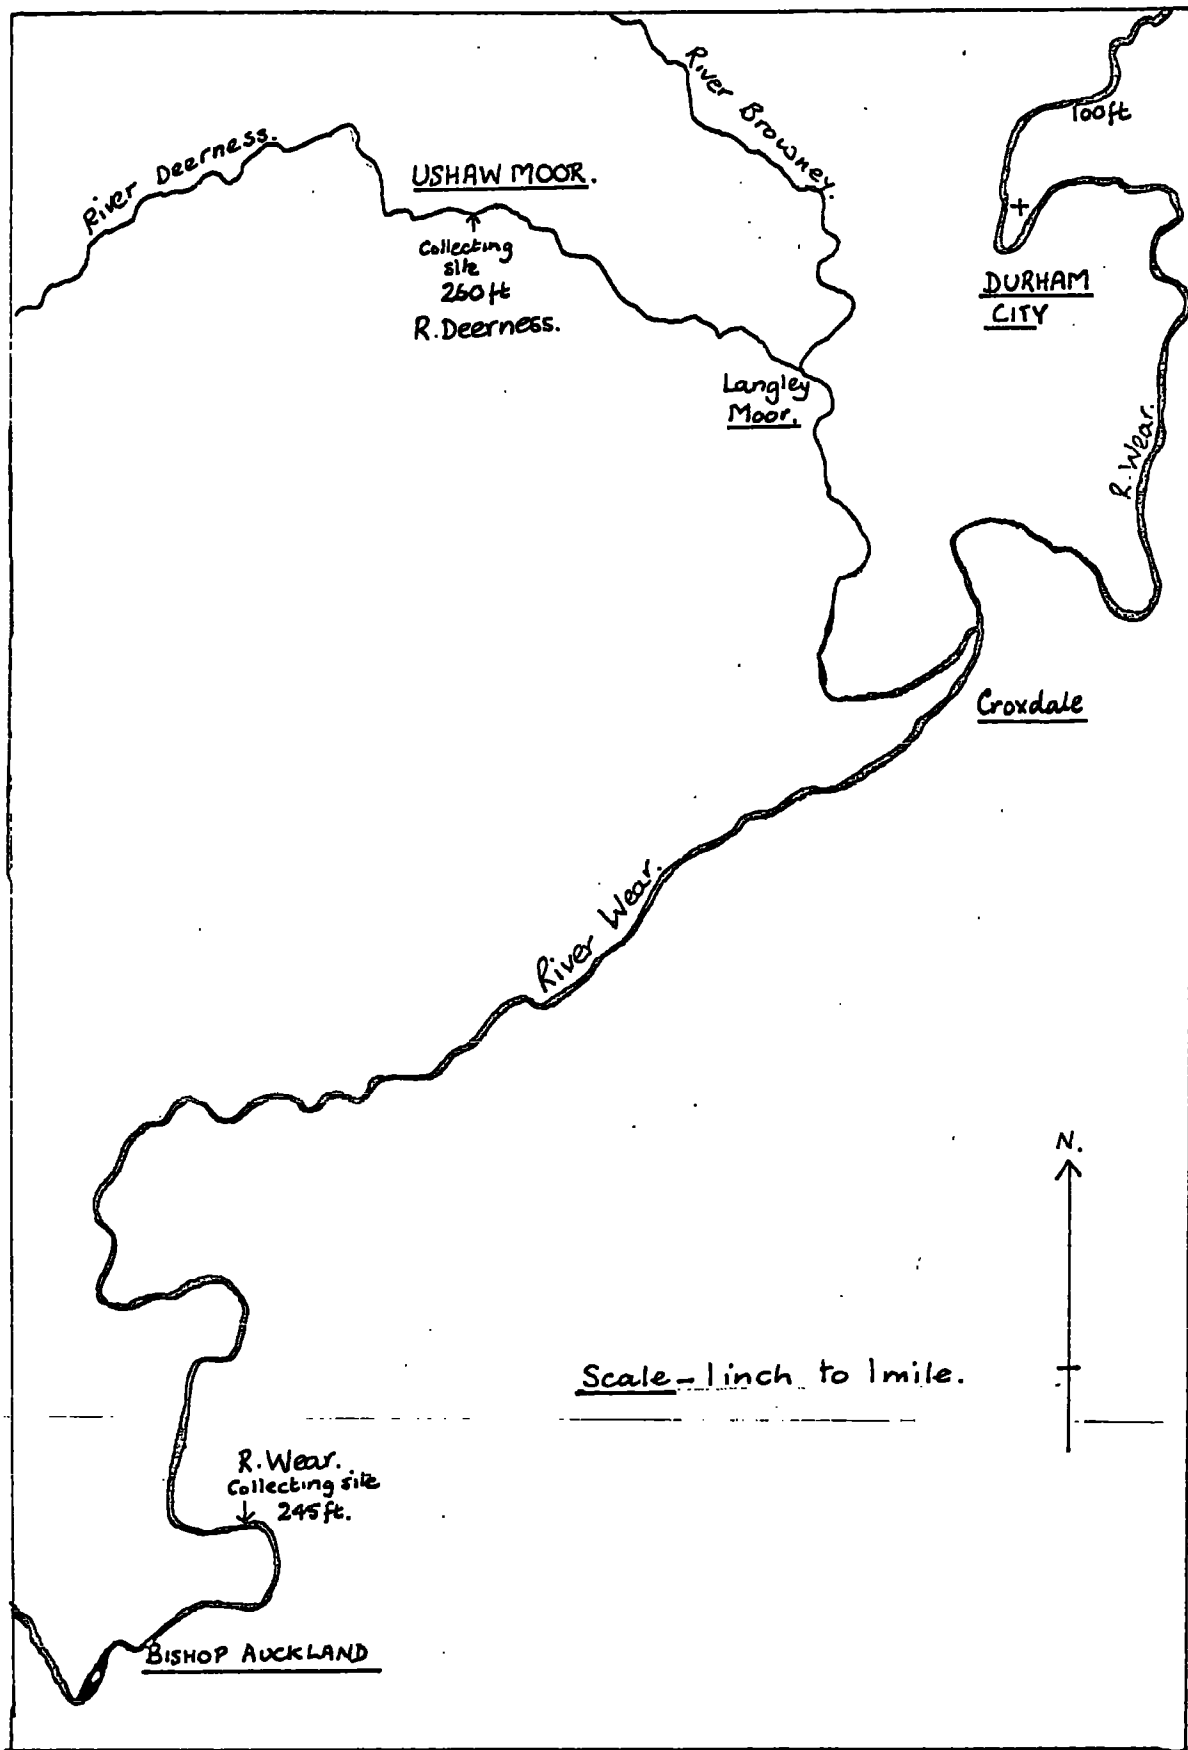 River Deerness.
USHAW MOOR.
Collecting
site
260 ft
R. Deerness.
River Browney.
100ft
DURHAM
CITY
Langley
Moor.
R. Wear.
Croxdale
River Wear.
N.
Scale - 1 inch to 1 mile.
R. Wear.
Collecting site
245 ft.
BISHOP AUCKLAND